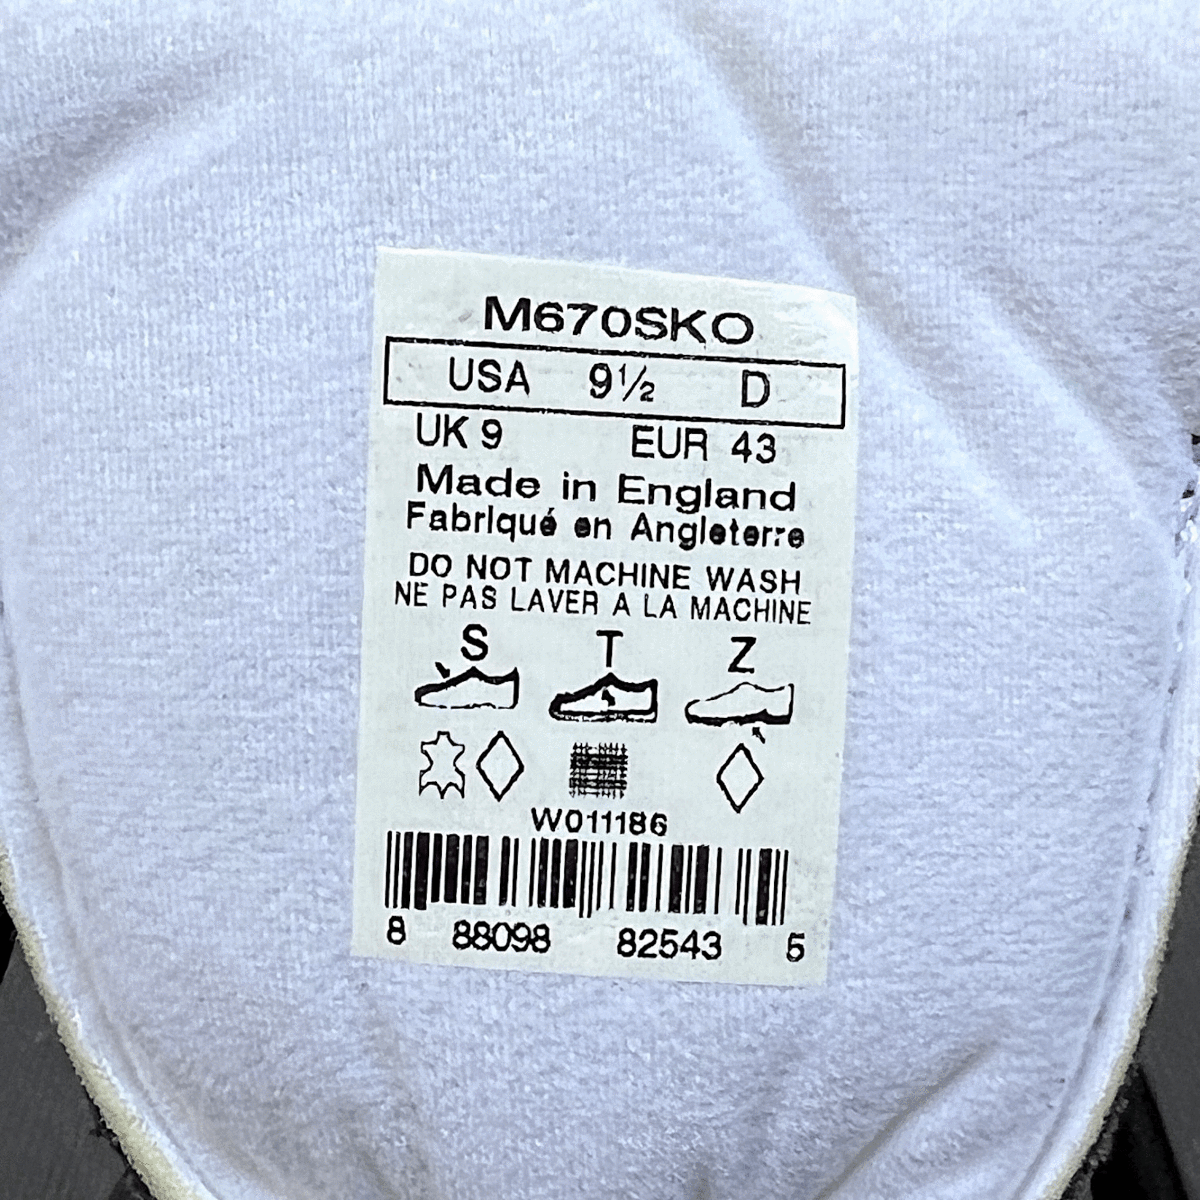 M670SKO
USA 9½ D
UK 9 EUR 43
Made in England
Fabriqué en Angleterre
DO NOT MACHINE WASH
NE PAS LAVER A LA MACHINE
S T Z
W011186
8 88098 82543 5